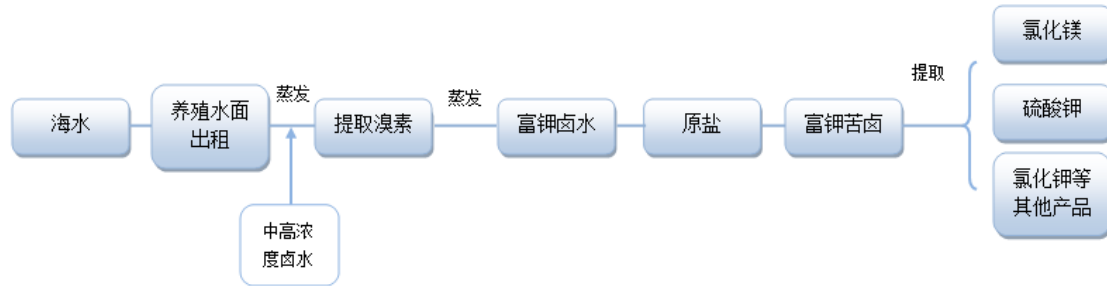 海水
养殖水面
出租
蒸发
中高浓
度卤水
提取溴素
蒸发
富钾卤水
原盐
富钾苦卤
提取
氯化镁
硫酸钾
氯化钾等
其他产品